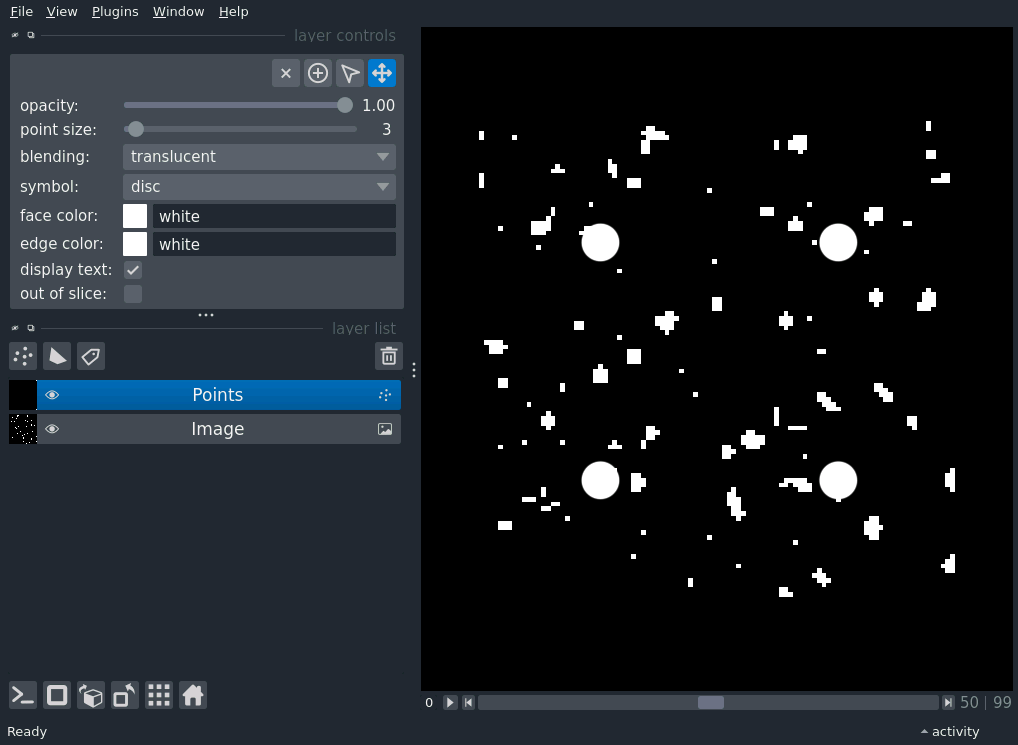 File View Plugins Window Help
layer controls
opacity: 1.00
point size: 3
blending: translucent
symbol: disc
face color: white
edge color: white
display text:
out of slice:
layer list
Points
Image
0 50 | 99
Ready activity